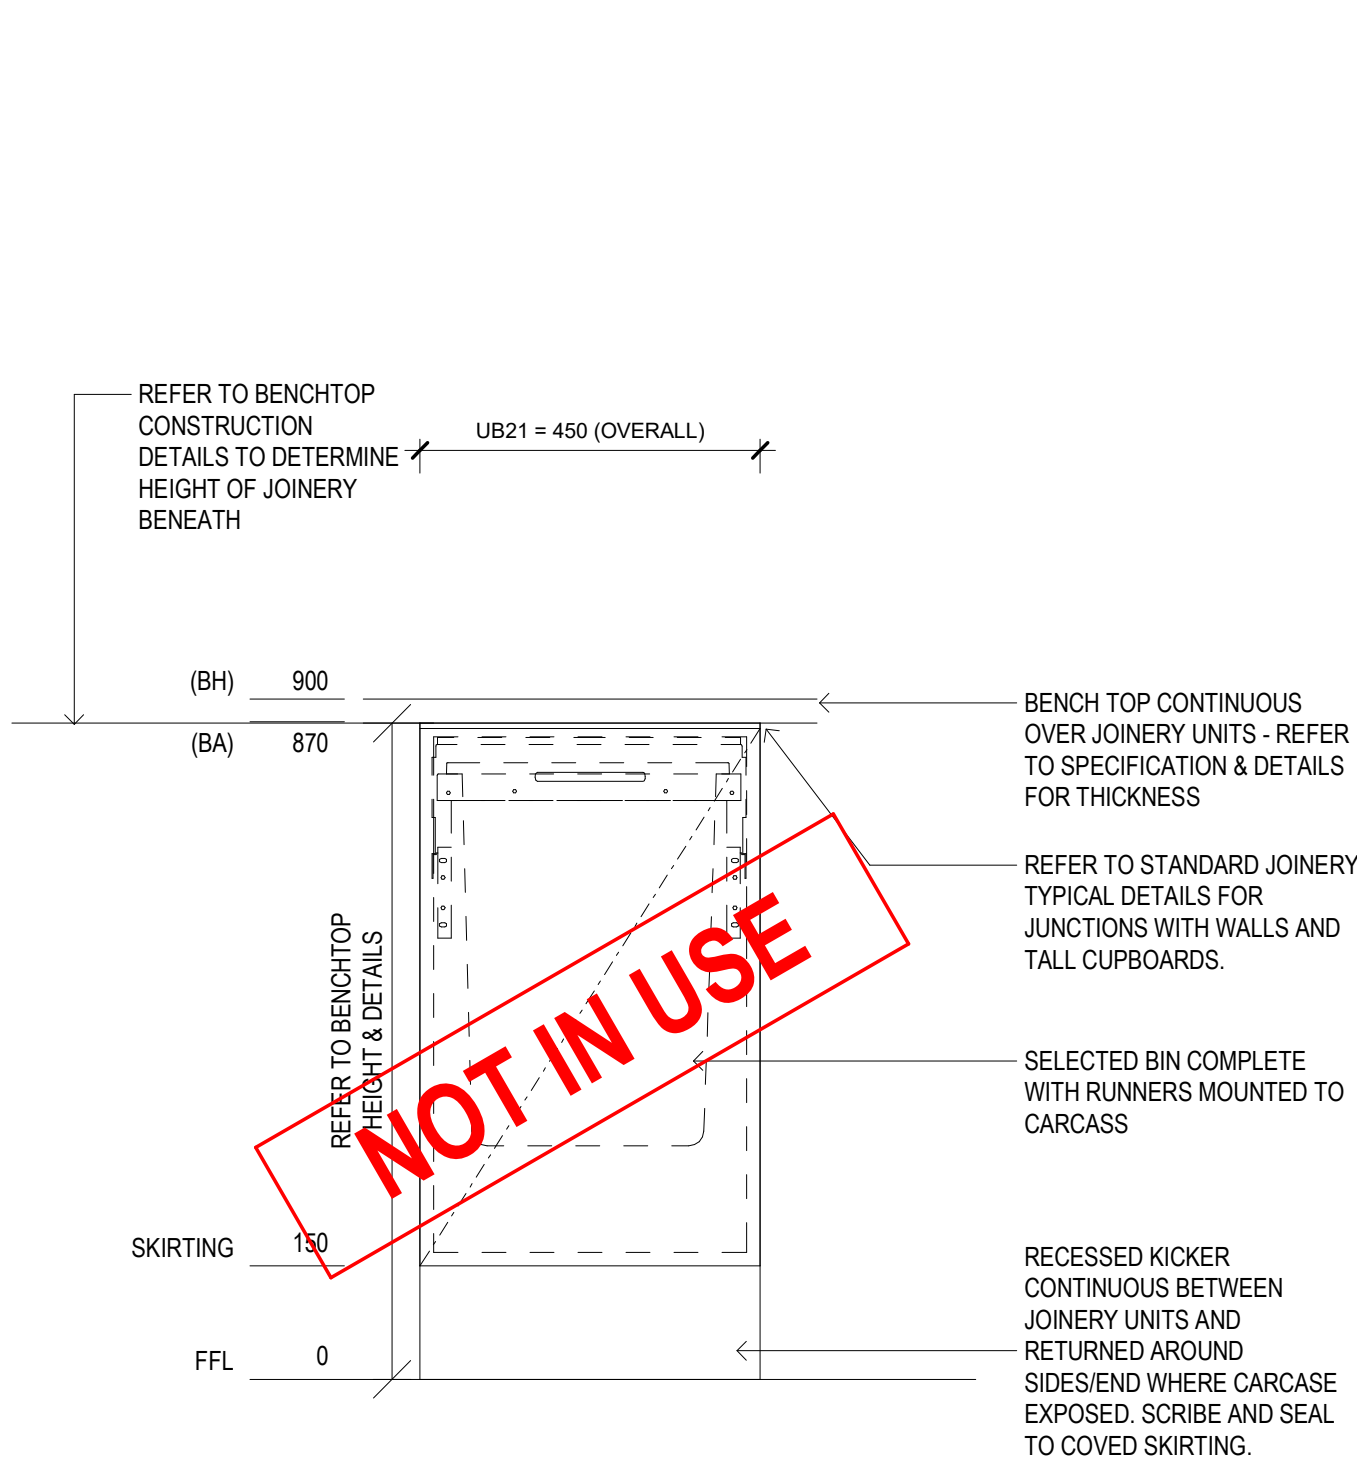 REFER TO BENCHTOP
CONSTRUCTION
DETAILS TO DETERMINE
HEIGHT OF JOINERY
BENEATH
UB21 = 450 (OVERALL)
(BH) 900
(BA) 870
BENCH TOP CONTINUOUS
OVER JOINERY UNITS - REFER
TO SPECIFICATION & DETAILS
FOR THICKNESS
REFER TO STANDARD JOINERY
TYPICAL DETAILS FOR
JUNCTIONS WITH WALLS AND
TALL CUPBOARDS.
REFER TO BENCHTOP
HEIGHT & DETAILS
NOT IN USE
SELECTED BIN COMPLETE
WITH RUNNERS MOUNTED TO
CARCASS
SKIRTING 150
FFL 0
RECESSED KICKER
CONTINUOUS BETWEEN
JOINERY UNITS AND
RETURNED AROUND
SIDES/END WHERE CARCASE
EXPOSED. SCRIBE AND SEAL
TO COVED SKIRTING.